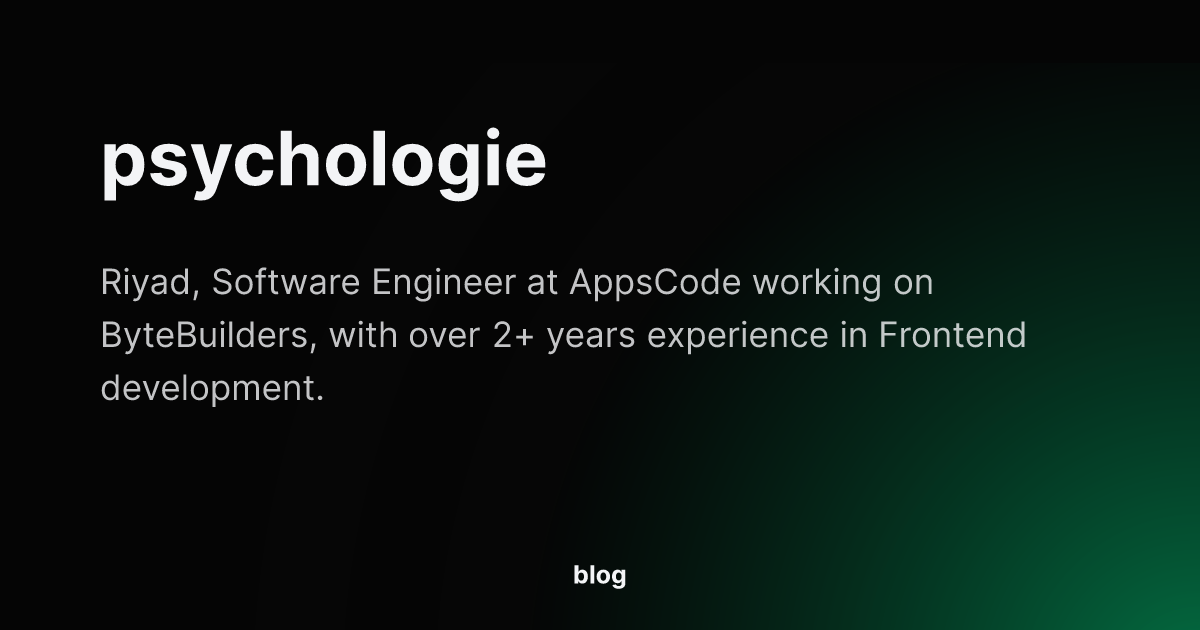 psychologie
Riyad, Software Engineer at AppsCode working on
ByteBuilders, with over 2+ years experience in Frontend
development.
blog